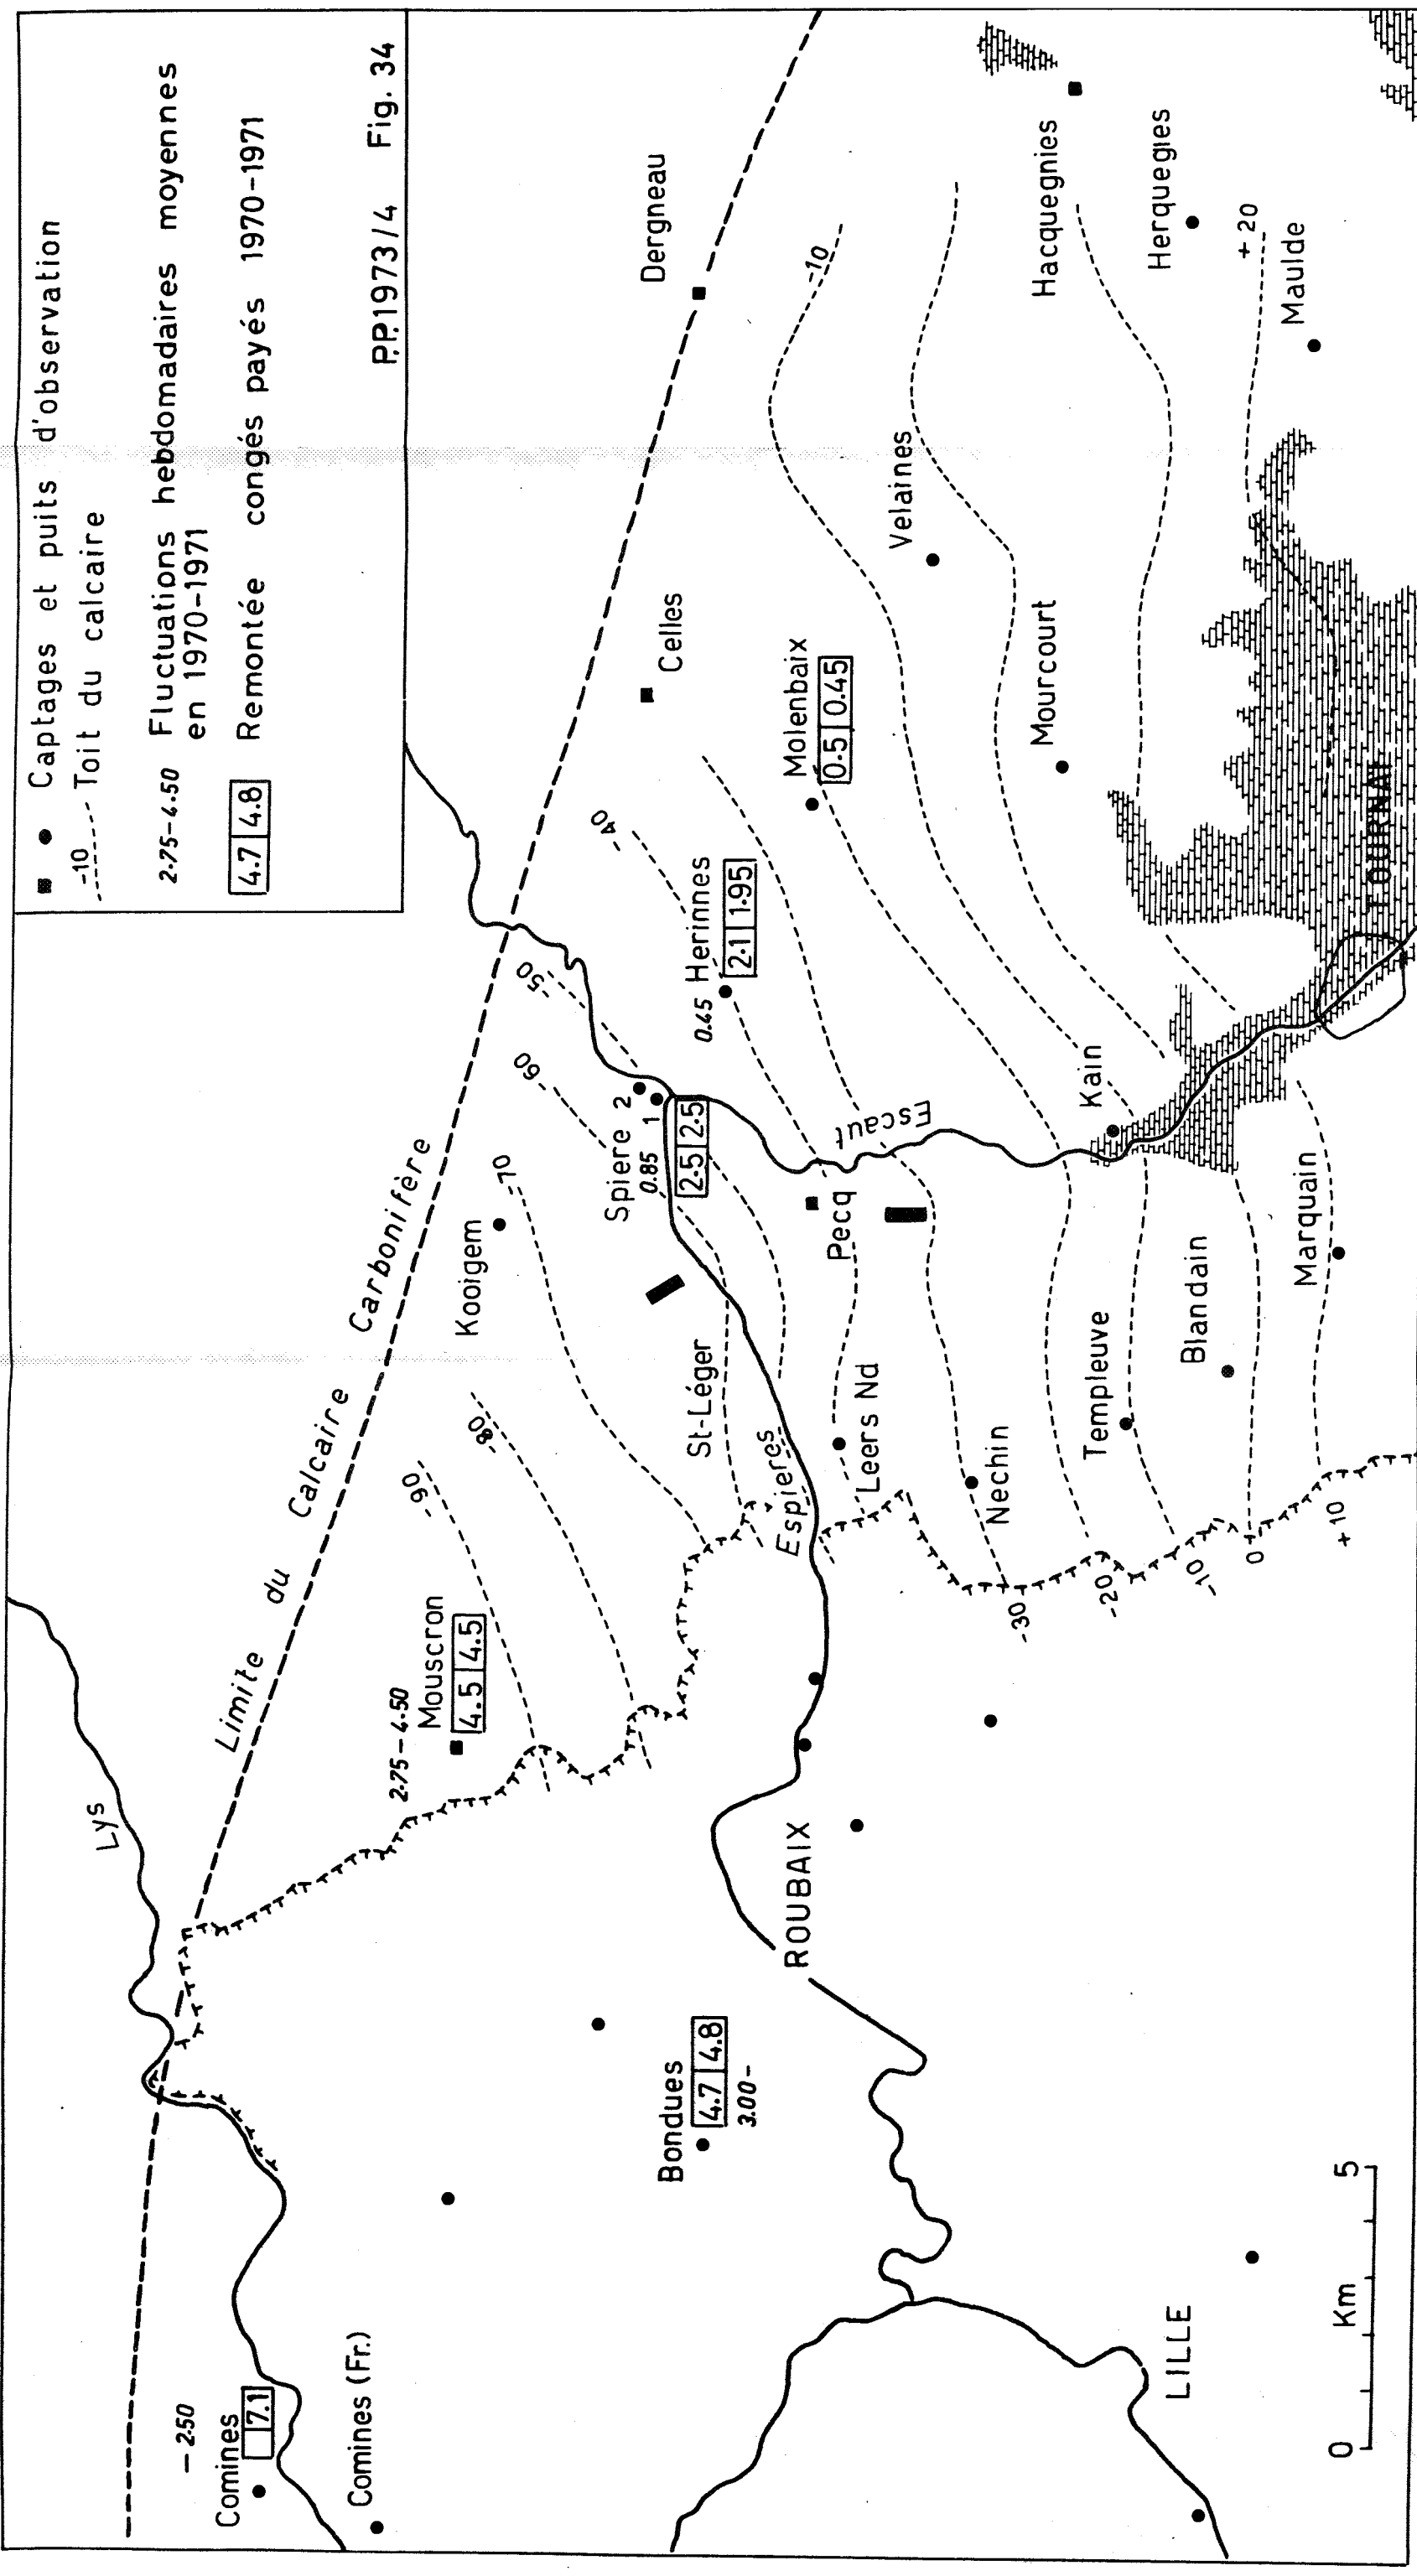 ■ ● Captages et puits d'observation
-10 Toit du calcaire
2.75-4.50 Fluctuations hebdomadaires moyennes
en 1970-1971
4.7 4.8 Remontée congés payés 1970-1971
P.P.1973/4 Fig. 34
Lys
Limite du Calcaire Carbonifère
-2.50
Comines
7.1
Comines (Fr.)
2.75-4.50
Mouscron
4.5 4.5
-90
-80
-70
-60
-50
40
Kooigem
Spiere 2
0.85 1
2.5 2.5
Celles
Dergneau
St-Léger
Espierres
0.45 Herinnes
2.1 1.95
Molenbaix
0.5 0.45
-10
Bondues
4.7 4.8
3.00-
ROUBAIX
Leers Nd
Pecq
Escaut
Velaines
Nechin
Hacquegnies
Mourcourt
Kain
Templeuve
Herquegies
Blandain
-30
-20
-10
0
+10
+20
Maulde
Marquain
TOURNAI
LILLE
0 Km 5